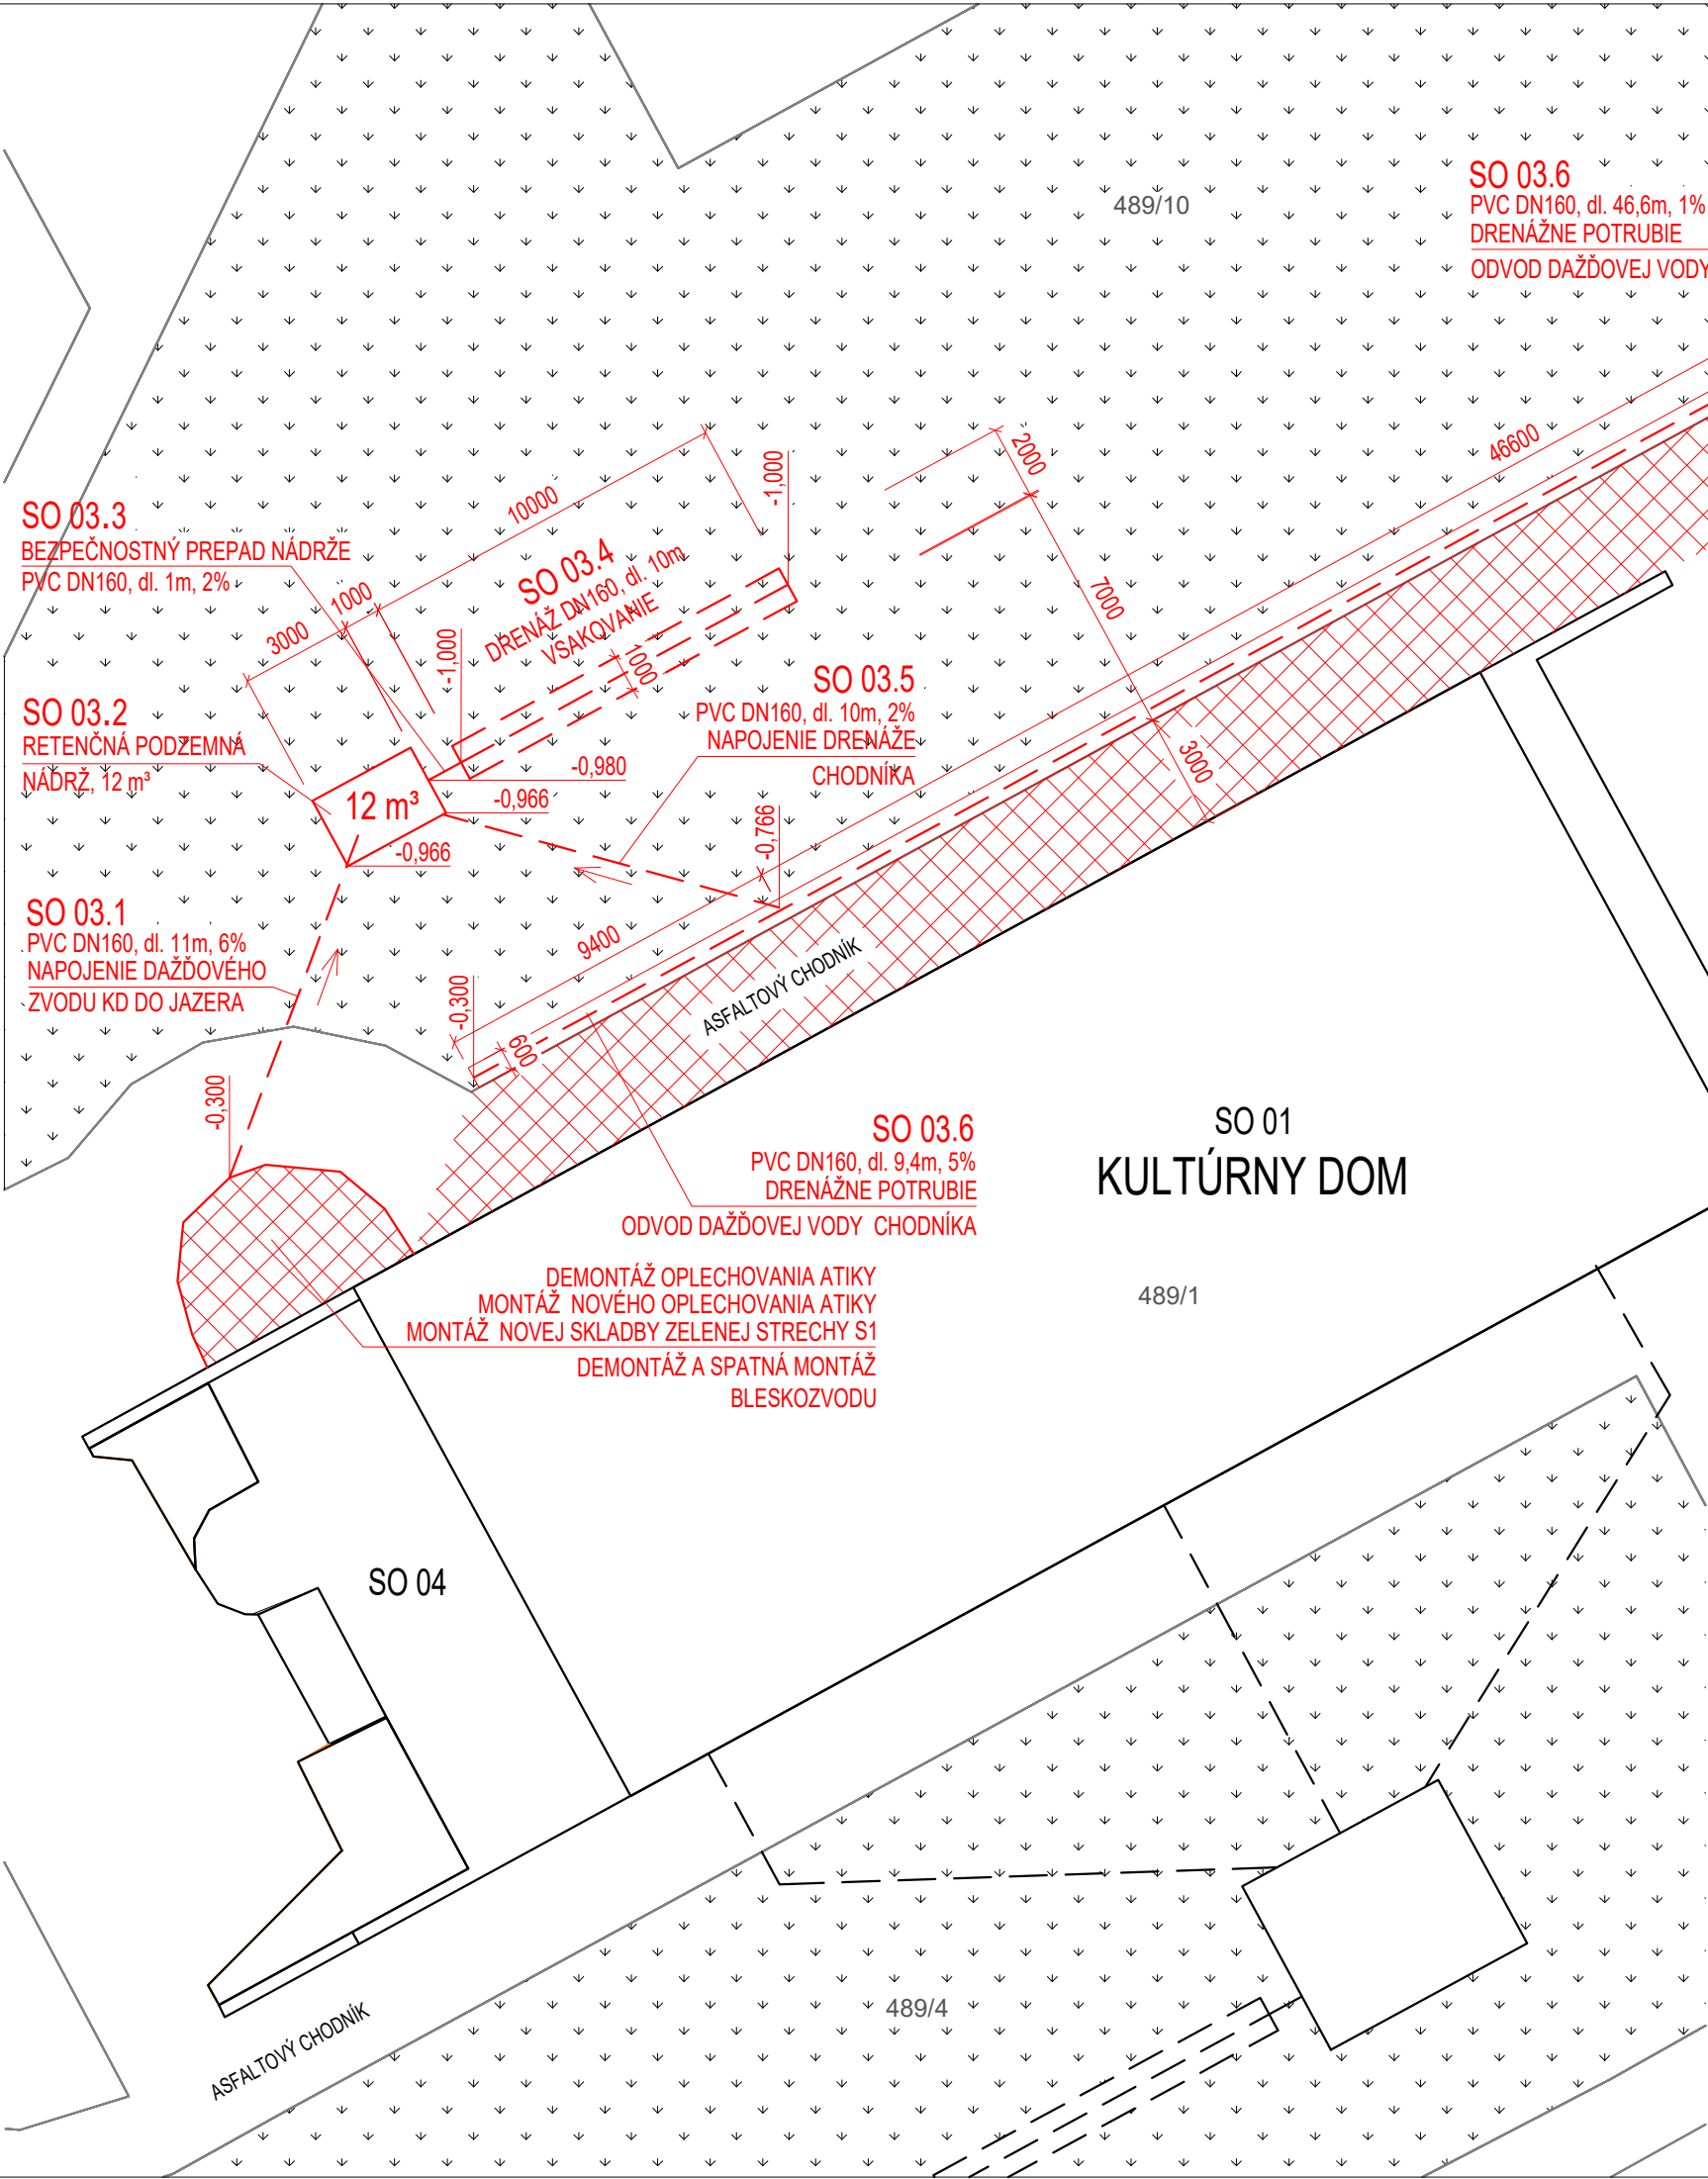 489/10
SO 03.6
PVC DN160, dl. 46,6m, 1%
DRENÁŽNE POTRUBIE
ODVOD DAŽĎOVEJ VODY
46600
2000
7000
3000
10000
1000
3000
-1,000
SO 03.3
BEZPEČNOSTNÝ PREPAD NÁDRŽE
PVC DN160, dl. 1m, 2%
SO 03.4
DRENÁŽ DN160, dl. 10m
VSAKOVANIE
1000
-1,000
SO 03.5
PVC DN160, dl. 10m, 2%
NAPOJENIE DRENÁŽE
CHODNÍKA
SO 03.2
RETENČNÁ PODZEMNÁ
NÁDRŽ, 12 m³
12 m³
-0,980
-0,966
-0,966
-0,766
SO 03.1
PVC DN160, dl. 11m, 6%
NAPOJENIE DAŽĎOVÉHO
ZVODU KD DO JAZERA
9400
-0,300
600
-0,300
ASFALTOVÝ CHODNÍK
SO 03.6
PVC DN160, dl. 9,4m, 5%
DRENÁŽNE POTRUBIE
ODVOD DAŽĎOVEJ VODY CHODNÍKA
SO 01
KULTÚRNY DOM
489/1
DEMONTÁŽ OPLECHOVANIA ATIKY
MONTÁŽ NOVÉHO OPLECHOVANIA ATIKY
MONTÁŽ NOVEJ SKLADBY ZELENEJ STRECHY S1
DEMONTÁŽ A SPATNÁ MONTÁŽ
BLESKOZVODU
SO 04
489/4
ASFALTOVÝ CHODNÍK